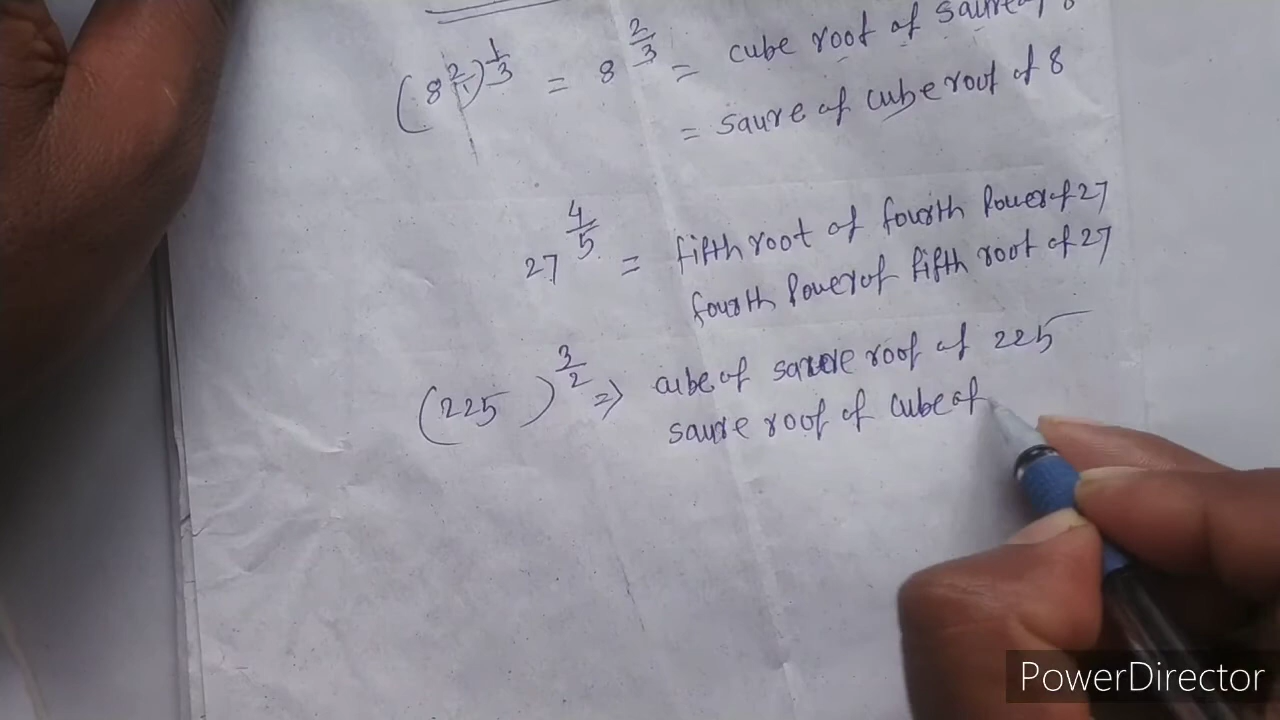 (8^2/1)^1/3 = 8^2/3 = cube root of saure of 8
= saure of cube root of 8
27^4/5 = fifth root of fourth Power of 27
fourth Power of fifth root of 27
(225)^3/2 => cube of saure root of 225
saure root of cube of
PowerDirector